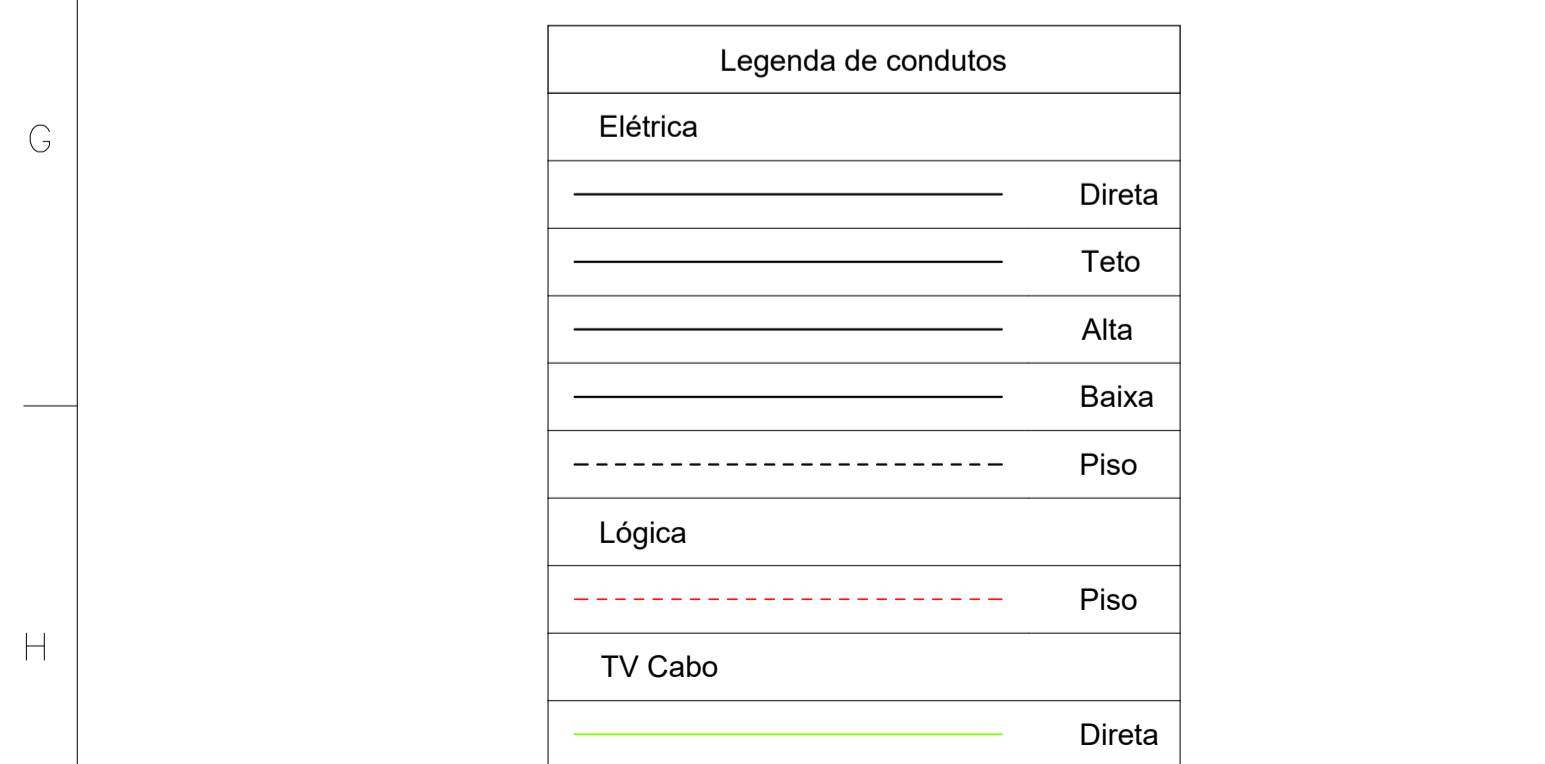 Legenda de condutos
G
Elétrica
Direta
Teto
Alta
Baixa
Piso
Lógica
Piso
H
TV Cabo
Direta